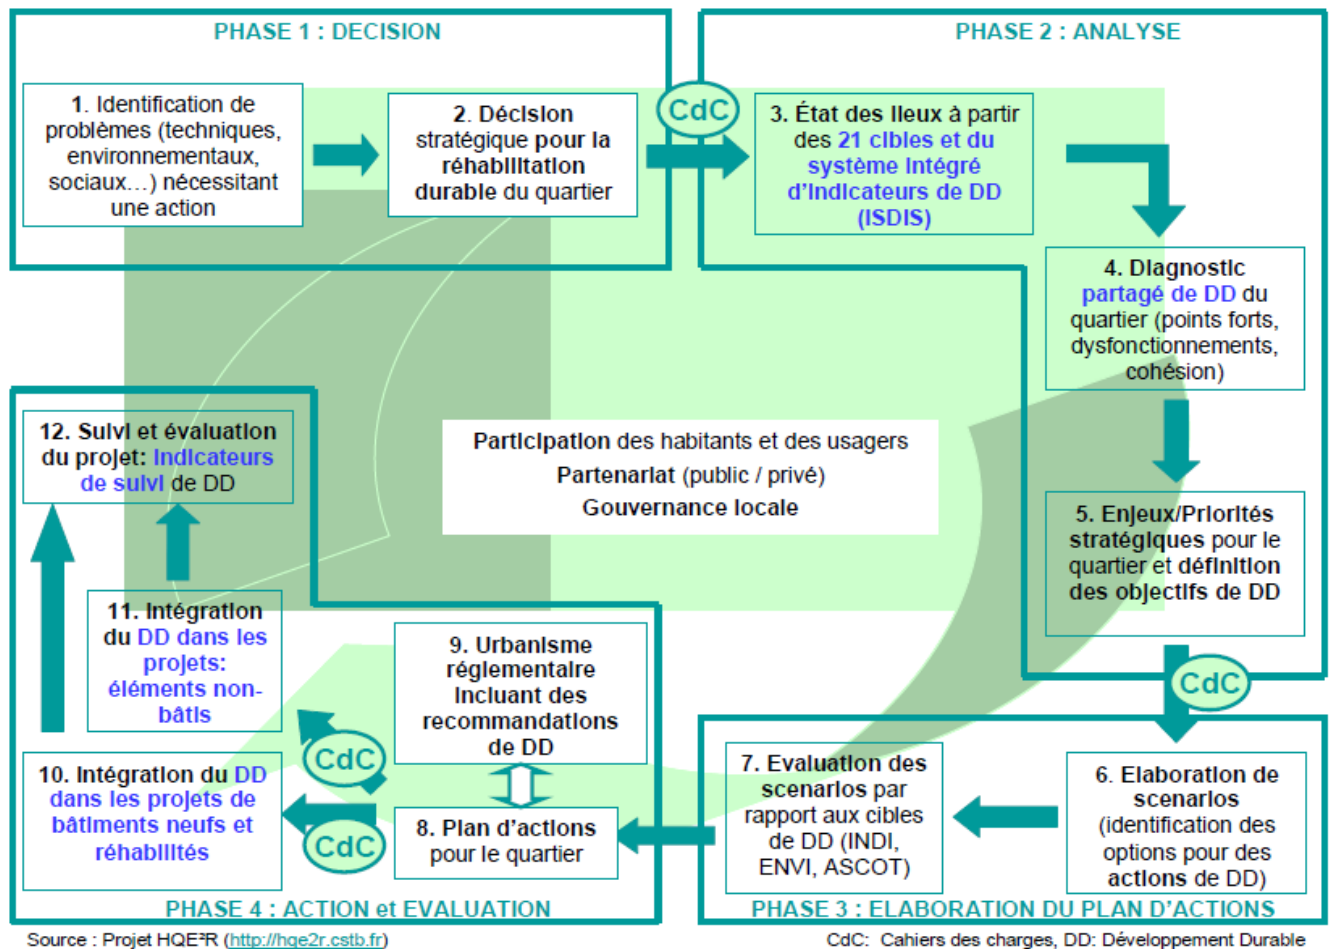 PHASE 1 : DECISION
1. Identification de
problèmes (techniques,
environnementaux,
sociaux…) nécessitant
une action
2. Décision
stratégique pour la
réhabilitation
durable du quartier
CdC
PHASE 2 : ANALYSE
3. État des lieux à partir
des 21 cibles et du
système intégré
d'indicateurs de DD
(ISDIS)
4. Diagnostic
partagé de DD du
quartier (points forts,
dysfonctionnements,
cohésion)
5. Enjeux/Priorités
stratégiques pour le
quartier et définition
des objectifs de DD
CdC
Participation des habitants et des usagers
Partenariat (public / privé)
Gouvernance locale
6. Elaboration de
scenarios
(identification des
options pour des
actions de DD)
7. Evaluation des
scenarios par
rapport aux cibles
de DD (INDI,
ENVI, ASCOT)
PHASE 3 : ELABORATION DU PLAN D'ACTIONS
8. Plan d'actions
pour le quartier
9. Urbanisme
réglementaire
incluant des
recommandations
de DD
CdC
CdC
10. Intégration du DD
dans les projets de
bâtiments neufs et
réhabilités
11. Intégration
du DD dans les
projets:
éléments non-
bâtis
12. Suivi et évaluation
du projet: indicateurs
de suivi de DD
PHASE 4 : ACTION et EVALUATION
Source : Projet HQE²R (http://hqe2r.cstb.fr)
CdC: Cahiers des charges, DD: Développement Durable